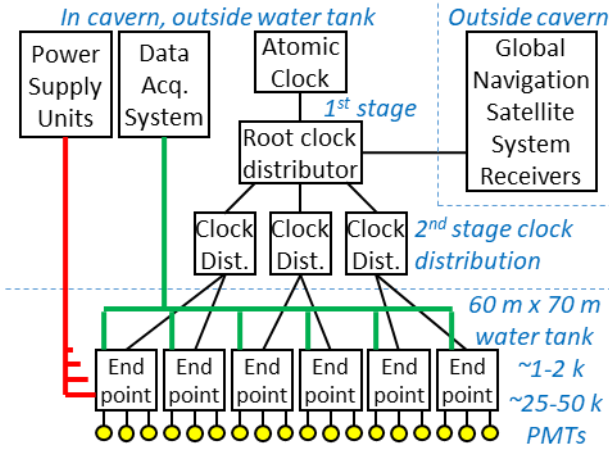 In cavern, outside water tank
Outside cavern
Power
Supply
Units
Data
Acq.
System
Atomic
Clock
Global
Navigation
Satellite
System
Receivers
1st stage
Root clock
distributor
Clock
Dist.
Clock
Dist.
Clock
Dist.
2nd stage clock
distribution
60 m x 70 m
water tank
End
point
End
point
End
point
End
point
End
point
End
point
~1-2 k
~25-50 k
PMTs